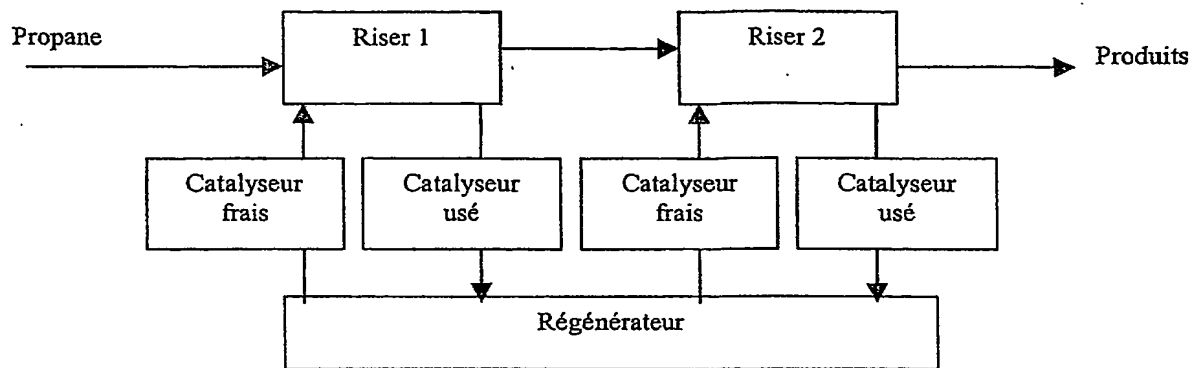 Propane
Riser 1
Riser 2
Produits
Catalyseur
frais
Catalyseur
usé
Catalyseur
frais
Catalyseur
usé
Régénérateur